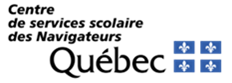 Centre
de services scolaire
des Navigateurs
Québec